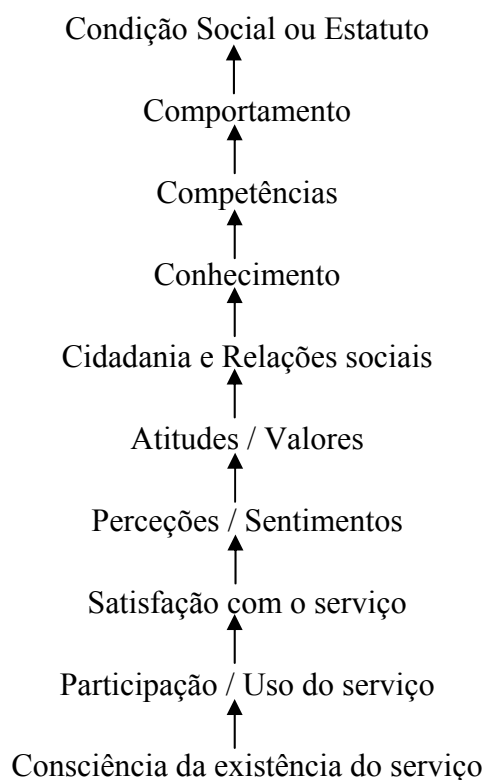 Condição Social ou Estatuto
Comportamento
Competências
Conhecimento
Cidadania e Relações sociais
Atitudes / Valores
Perceções / Sentimentos
Satisfação com o serviço
Participação / Uso do serviço
Consciência da existência do serviço